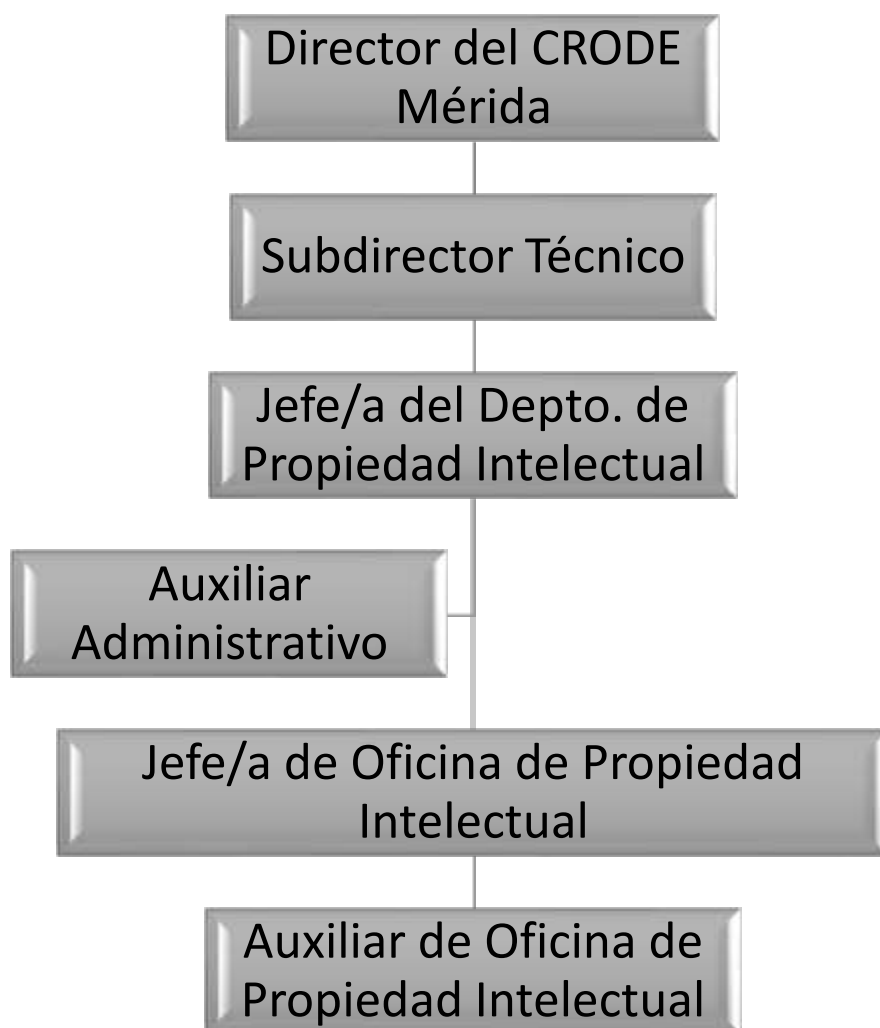 Director del CRODE
Mérida
Subdirector Técnico
Jefe/a del Depto. de
Propiedad Intelectual
Auxiliar
Administrativo
Jefe/a de Oficina de Propiedad
Intelectual
Auxiliar de Oficina de
Propiedad Intelectual